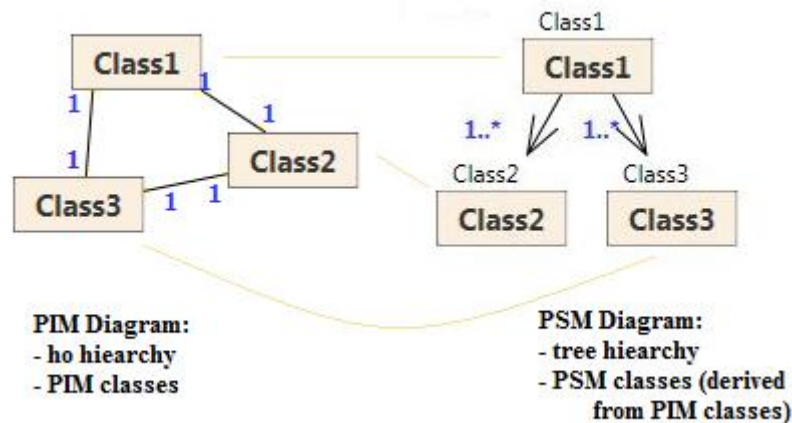 Class1
1
1
1
1
Class2
Class3
1
1
Class1
Class1
1..*
1..*
Class2
Class3
Class2
Class3
PIM Diagram:
- ho hiearchy
- PIM classes
PSM Diagram:
- tree hiearchy
- PSM classes (derived
from PIM classes)